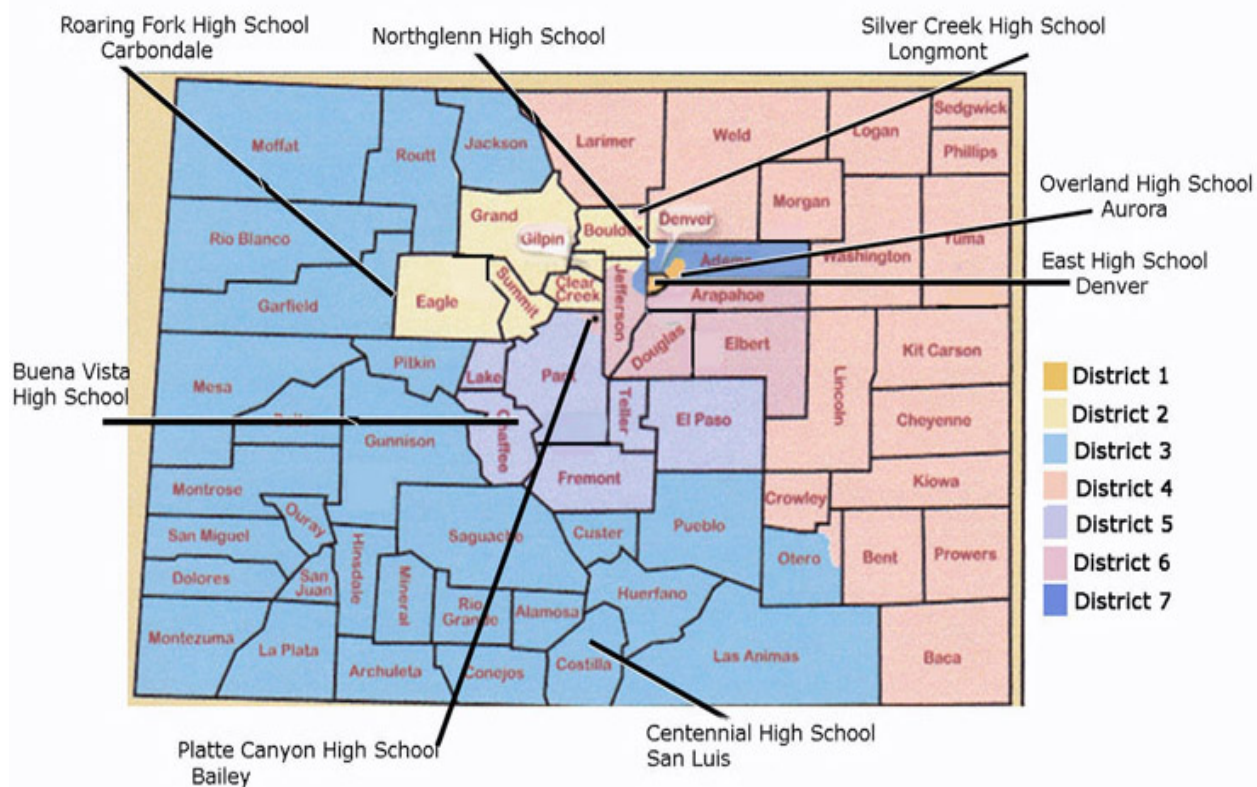 Roaring Fork High School
Carbondale
Northglenn High School
Silver Creek High School
Longmont
Overland High School
Aurora
East High School
Denver
Buena Vista
High School
Platte Canyon High School
Bailey
Centennial High School
San Luis
Moffat
Routt
Jackson
Larimer
Weld
Logan
Sedgwick
Phillips
Morgan
Grand
Gilpin
Boulder
Denver
Rio Blanco
Adams
Washington
Yuma
Garfield
Eagle
Summit
Clear
Creek
Jefferson
Arapahoe
Douglas
Elbert
Kit Carson
Mesa
Pitkin
Lake
Park
Teller
El Paso
Lincoln
Cheyenne
Gunnison
Chaffee
Fremont
Crowley
Kiowa
Montrose
Ouray
San Miguel
Hinsdale
Saguache
Custer
Pueblo
Otero
Bent
Prowers
Dolores
San
Juan
Mineral
Rio
Grande
Alamosa
Huerfano
Montezuma
La Plata
Archuleta
Conejos
Costilla
Las Animas
Baca
District 1
District 2
District 3
District 4
District 5
District 6
District 7